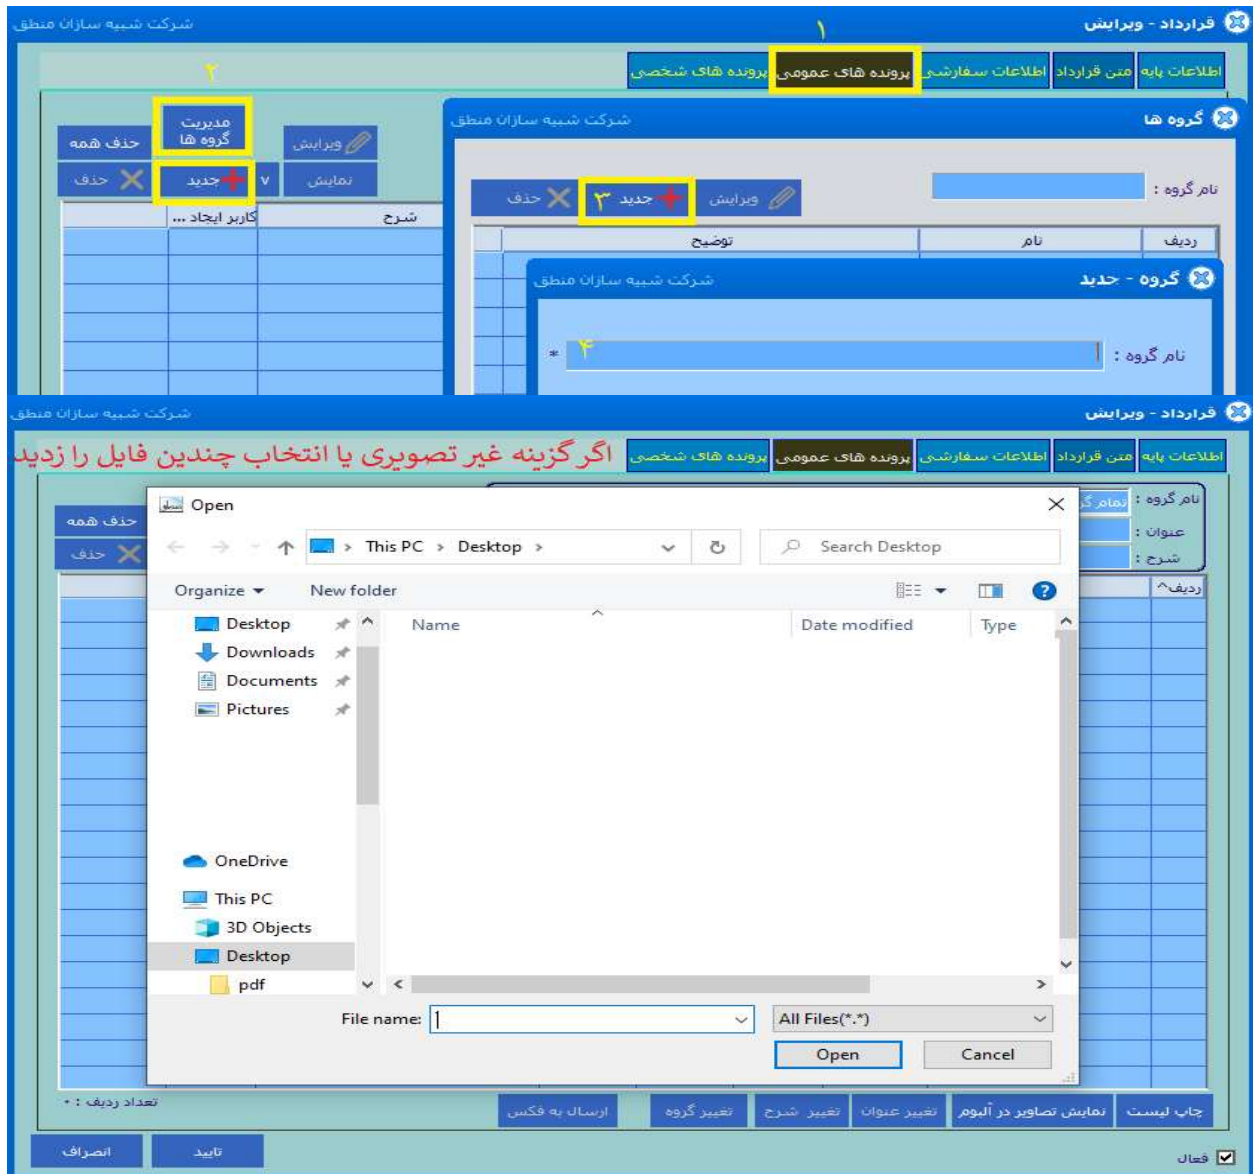 قرارداد - ویرایش
شرکت شبیه سازان منطق
۱
اطلاعات پایه
متن قرارداد
اطلاعات سفارشی
پرونده های عمومی
پرونده های شخصی
۲
مدیریت گروه ها
حذف همه
ویرایش
حذف
جدید
v
نمایش
شرح
کاربر ایجاد ...
گروه ها
شرکت شبیه سازان منطق
نام گروه :
ویرایش
جدید ۳
حذف
ردیف
نام
توضیح
گروه - جدید
شرکت شبیه سازان منطق
نام گروه :
۴
*
قرارداد - ویرایش
شرکت شبیه سازان منطق
اطلاعات پایه
متن قرارداد
اطلاعات سفارشی
پرونده های عمومی
پرونده های شخصی
اگر گزینه غیر تصویری یا انتخاب چندین فایل را زدید
نام گروه :
تمام گر
عنوان :
شرح :
حذف همه
حذف
ردیف^
Open
This PC > Desktop >
Search Desktop
Organize
New folder
Name
Date modified
Type
Desktop
Downloads
Documents
Pictures
OneDrive
This PC
3D Objects
Desktop
pdf
File name:
All Files(*.*)
Open
Cancel
تعداد ردیف : ۰
چاپ لیست
نمایش تصاویر در آلبوم
تغییر عنوان
تغییر شرح
تغییر گروه
ارسال به فکس
فعال
تایید
انصراف